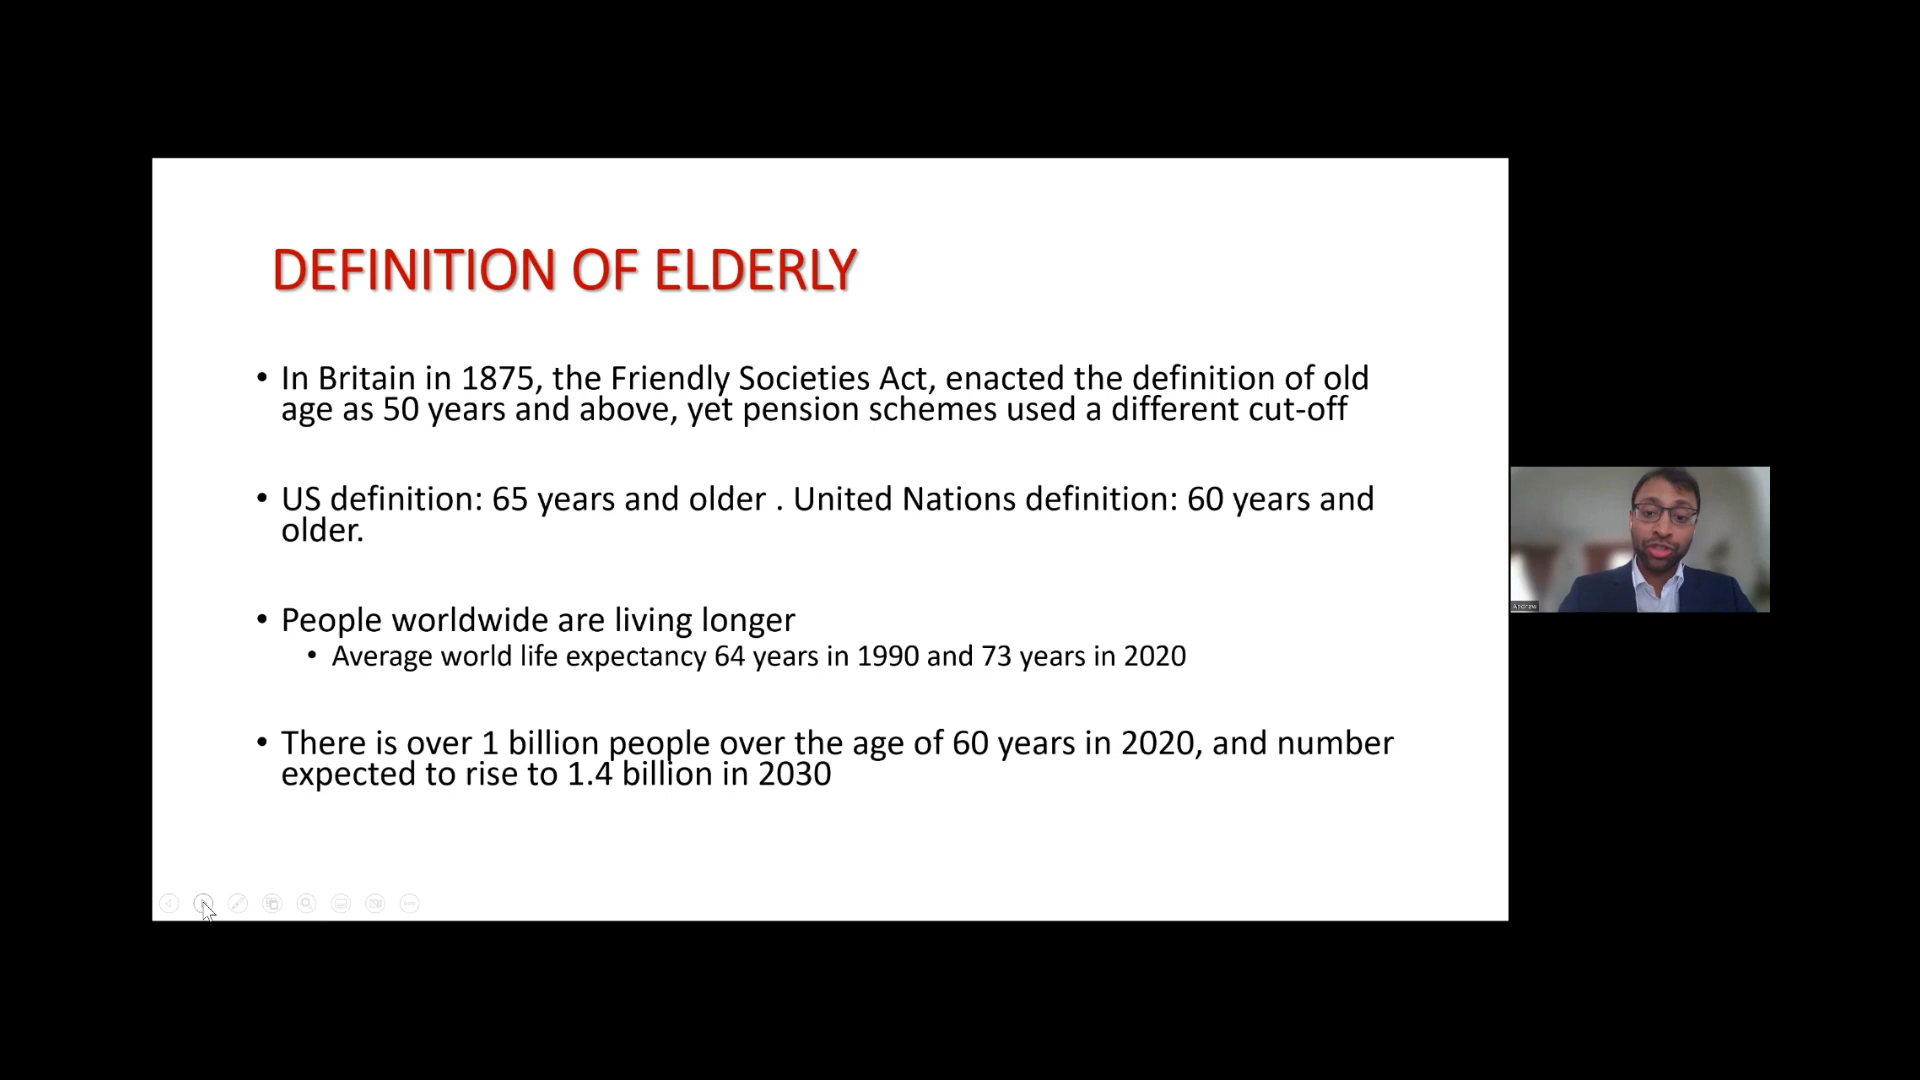 DEFINITION OF ELDERLY
• In Britain in 1875, the Friendly Societies Act, enacted the definition of old
age as 50 years and above, yet pension schemes used a different cut-off
• US definition: 65 years and older . United Nations definition: 60 years and
older.
• People worldwide are living longer
• Average world life expectancy 64 years in 1990 and 73 years in 2020
• There is over 1 billion people over the age of 60 years in 2020, and number
expected to rise to 1.4 billion in 2030
Andrew